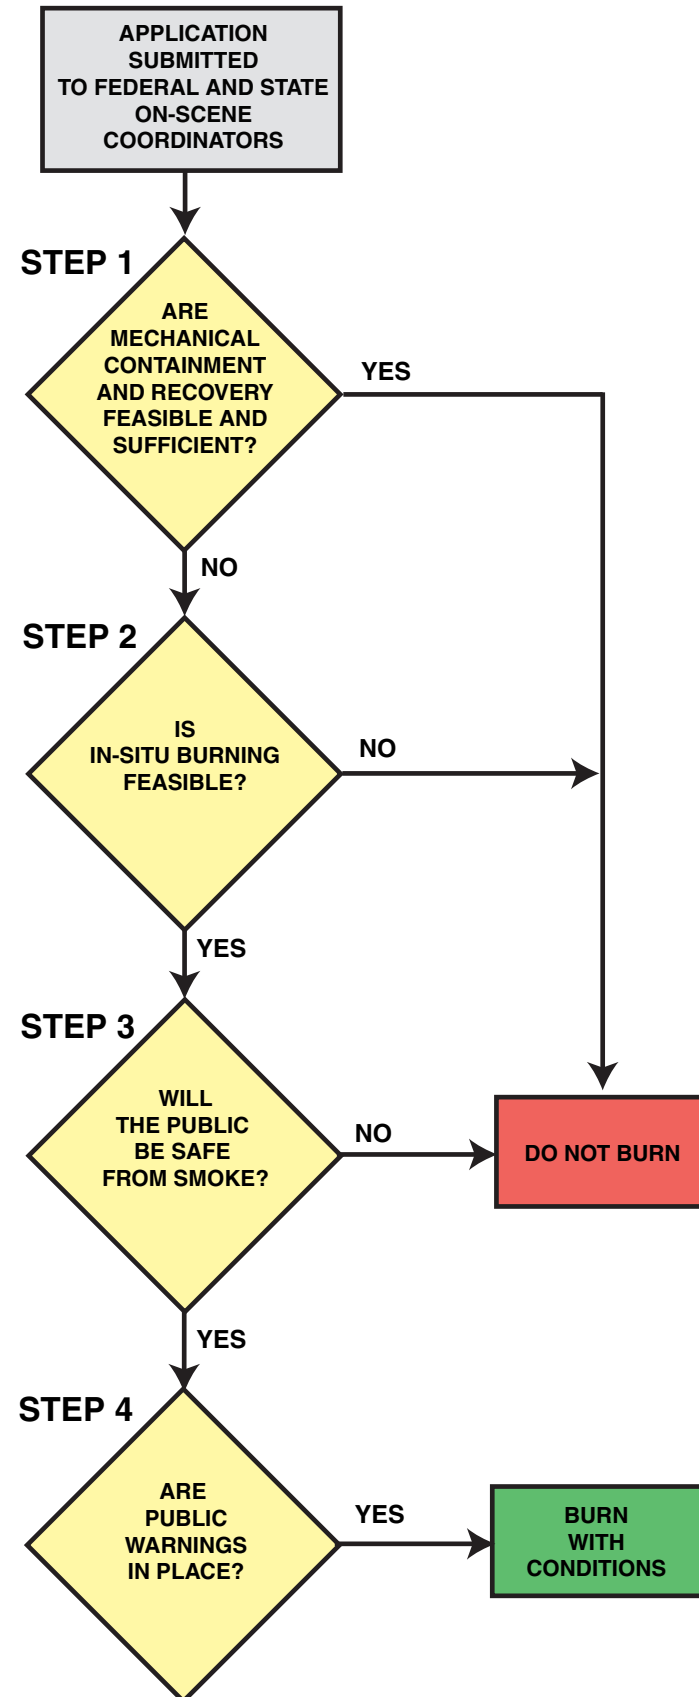 APPLICATION
SUBMITTED
TO FEDERAL AND STATE
ON-SCENE
COORDINATORS
STEP 1
ARE
MECHANICAL
CONTAINMENT
AND RECOVERY
FEASIBLE AND
SUFFICIENT?
YES
NO
STEP 2
IS
IN-SITU BURNING
FEASIBLE?
NO
YES
STEP 3
WILL
THE PUBLIC
BE SAFE
FROM SMOKE?
NO
DO NOT BURN
YES
STEP 4
ARE
PUBLIC
WARNINGS
IN PLACE?
YES
BURN
WITH
CONDITIONS